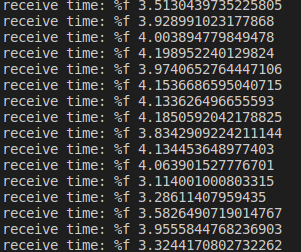 receive time: %f 3.5130439735225805
receive time: %f 3.928991023177868
receive time: %f 4.003894779849478
receive time: %f 4.198952240129824
receive time: %f 3.9740652764447106
receive time: %f 4.1536686595040715
receive time: %f 4.133626496655593
receive time: %f 4.1850592042178825
receive time: %f 3.8342909224211144
receive time: %f 4.134453648977403
receive time: %f 4.063901527776701
receive time: %f 3.114001000803315
receive time: %f 3.28611407959435
receive time: %f 3.5826490719014767
receive time: %f 3.9555844768236903
receive time: %f 3.3244170802732262